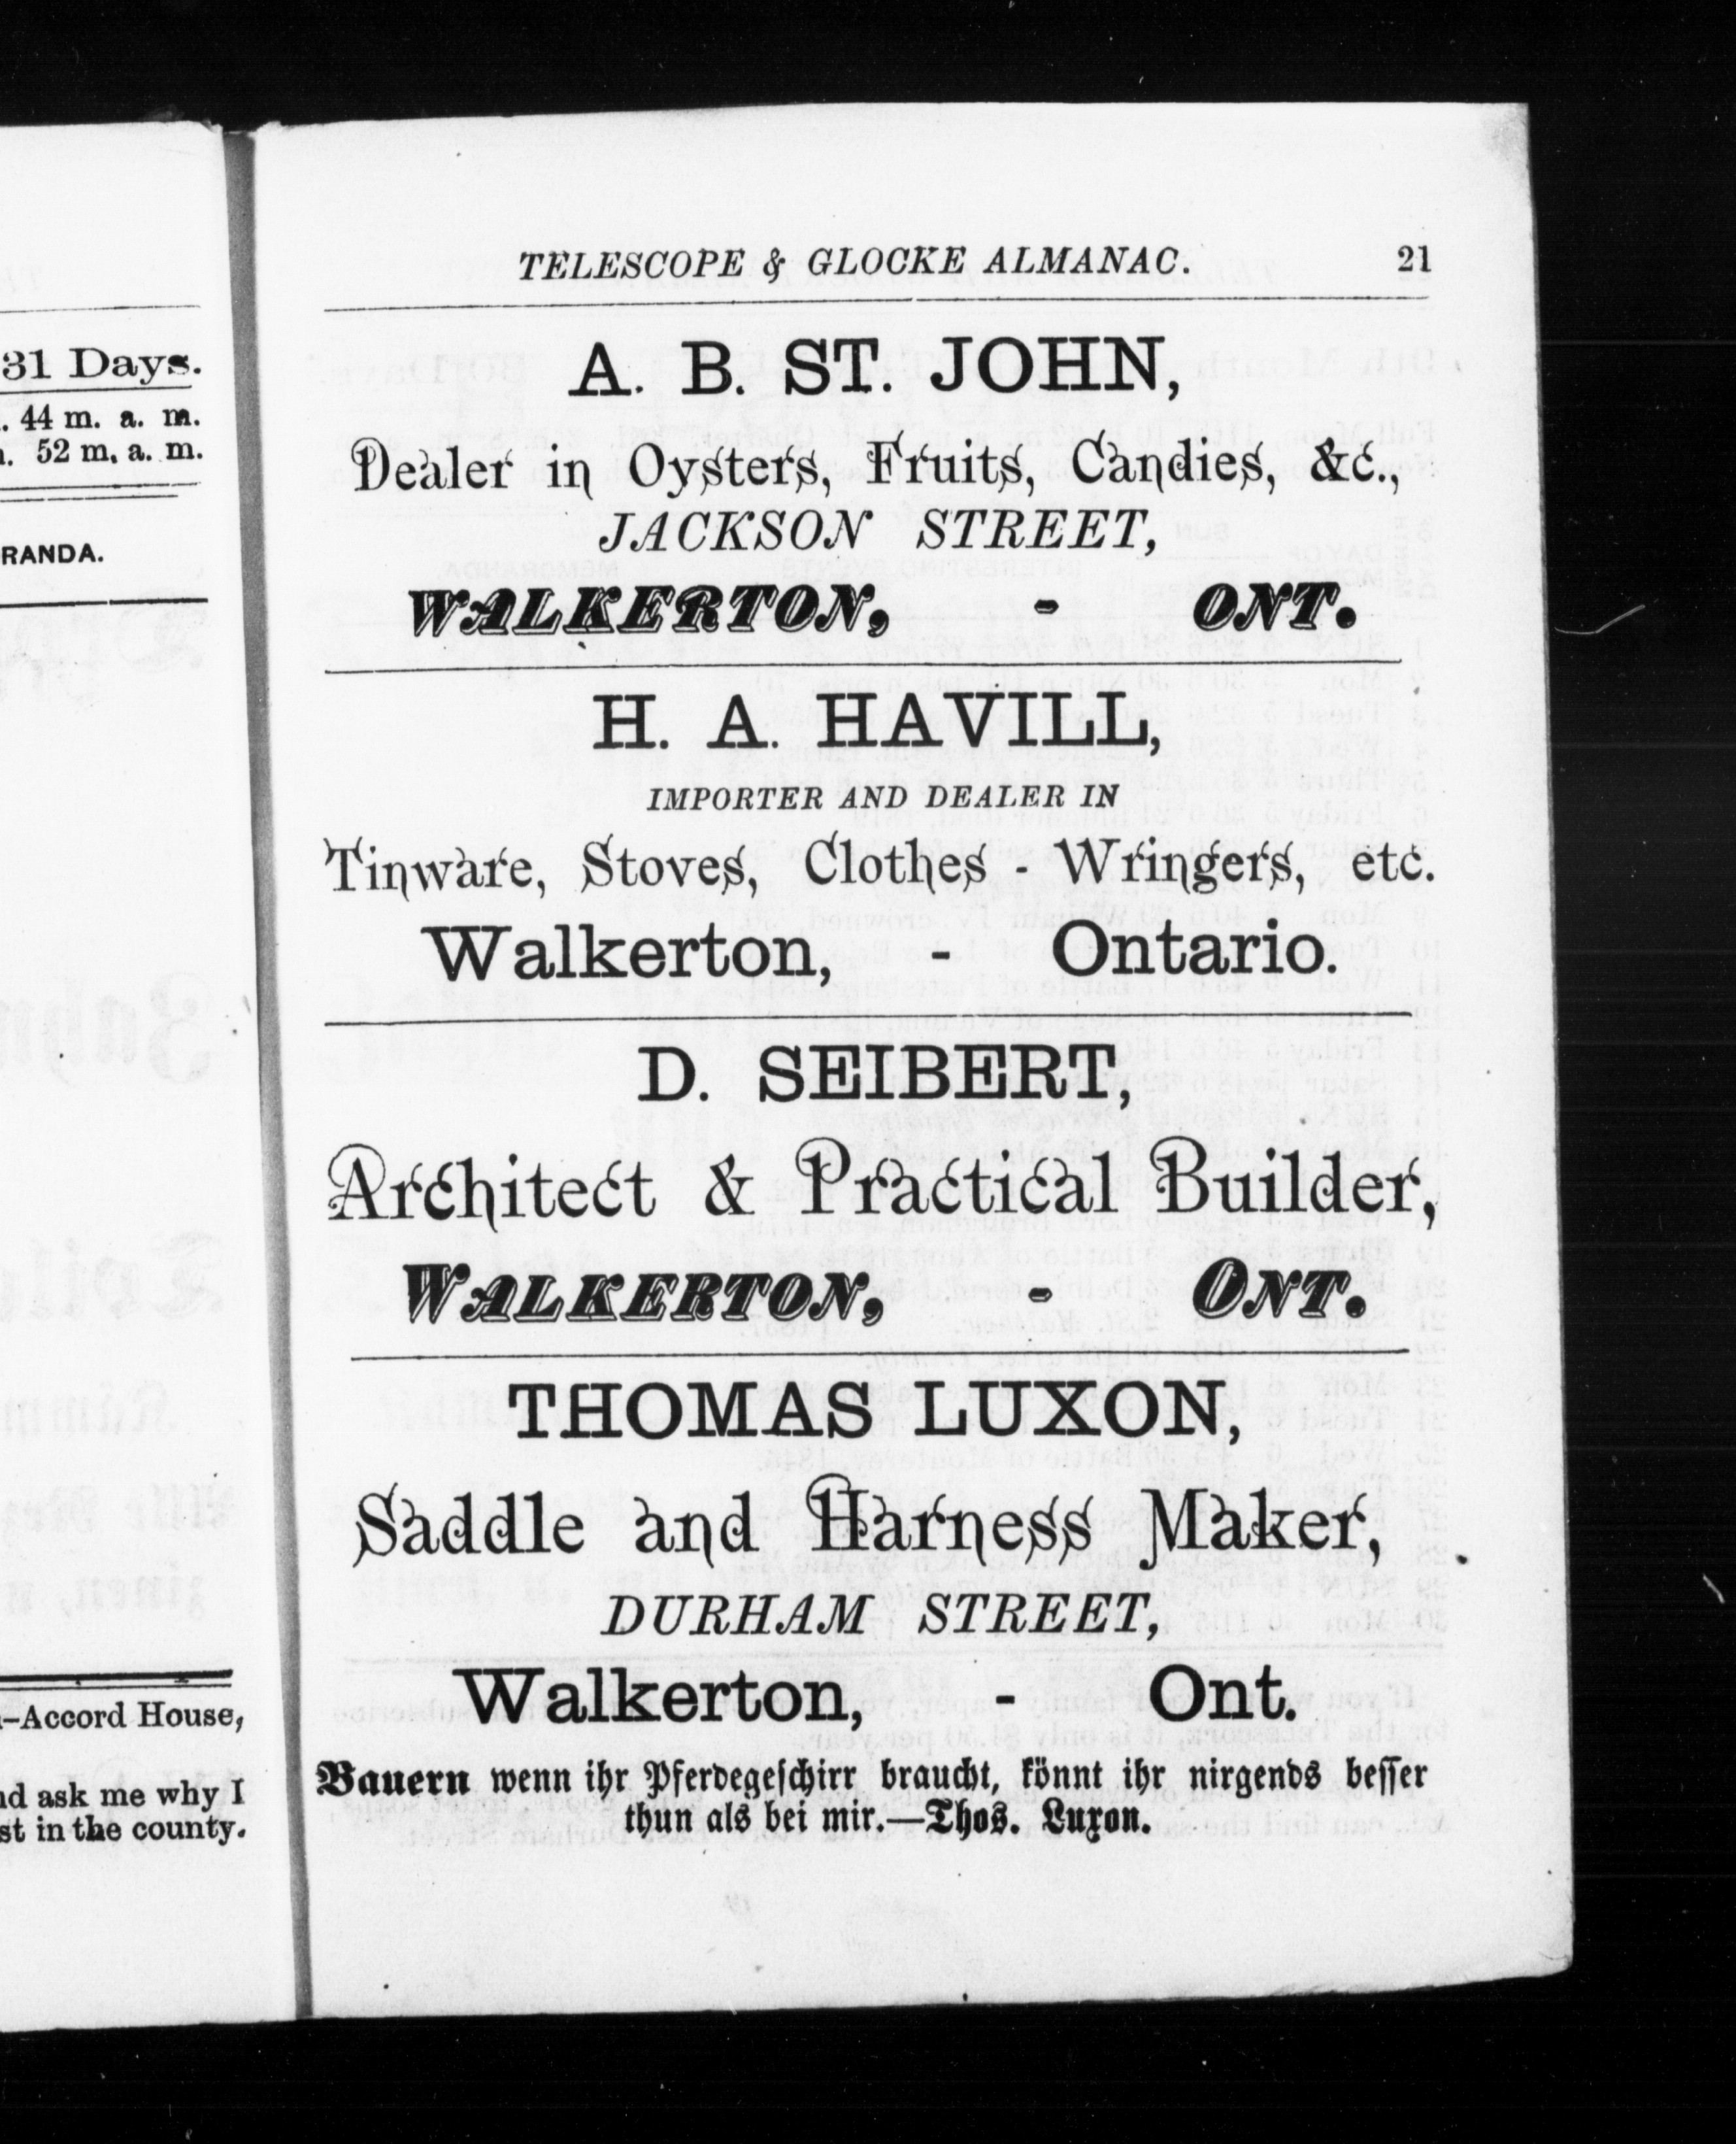 31 Days.
44 m. a. m.
52 m. a. m.
RANDA.
–Accord House,
nd ask me why I
st in the county.
TELESCOPE & GLOCKE ALMANAC. 21
A. B. ST. JOHN,
Dealer in Oysters, Fruits, Candies, &c.,
JACKSON STREET,
WALKERTON, - ONT.
H. A. HAVILL,
IMPORTER AND DEALER IN
Tinware, Stoves, Clothes - Wringers, etc.
Walkerton, - Ontario.
D. SEIBERT,
Architect & Practical Builder,
WALKERTON, - ONT.
THOMAS LUXON,
Saddle and Harness Maker,
DURHAM STREET,
Walkerton, - Ont.
Bauern wenn ihr Pferdegeschirr braucht, könnt ihr nirgends besser
thun als bei mir.—Thos. Luxon.